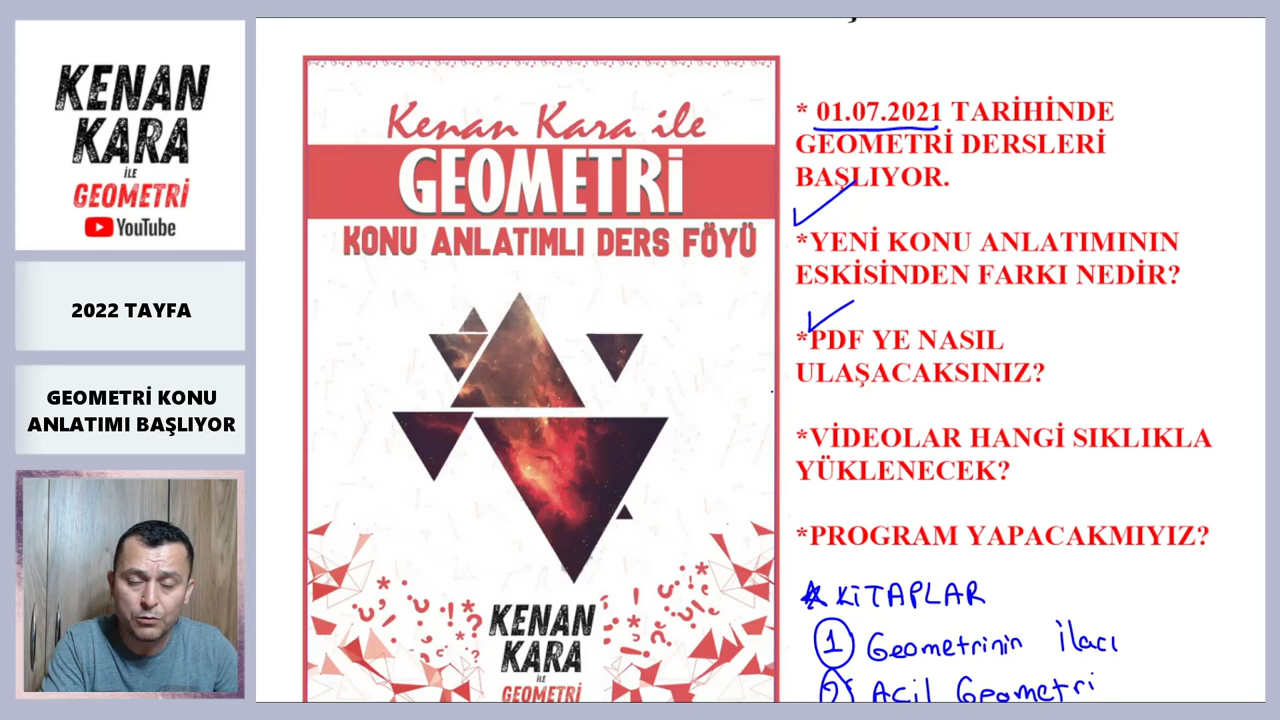 KENAN
KARA
İLE
GEOMETRİ
YouTube
2022 TAYFA
GEOMETRİ KONU
ANLATIMI BAŞLIYOR
Kenan Kara ile
GEOMETRİ
KONU ANLATIMLI DERS FÖYÜ
KENAN
KARA
İLE
GEOMETRİ
* 01.07.2021 TARİHİNDE
GEOMETRİ DERSLERİ
BAŞLIYOR.
*YENİ KONU ANLATIMININ
ESKİSİNDEN FARKI NEDİR?
*PDF YE NASIL
ULAŞACAKSINIZ?
*VİDEOLAR HANGİ SIKLIKLA
YÜKLENECEK?
*PROGRAM YAPACAKMIYIZ?
* KİTAPLAR
1 Geometrinin İlacı
2 Acil Geometri